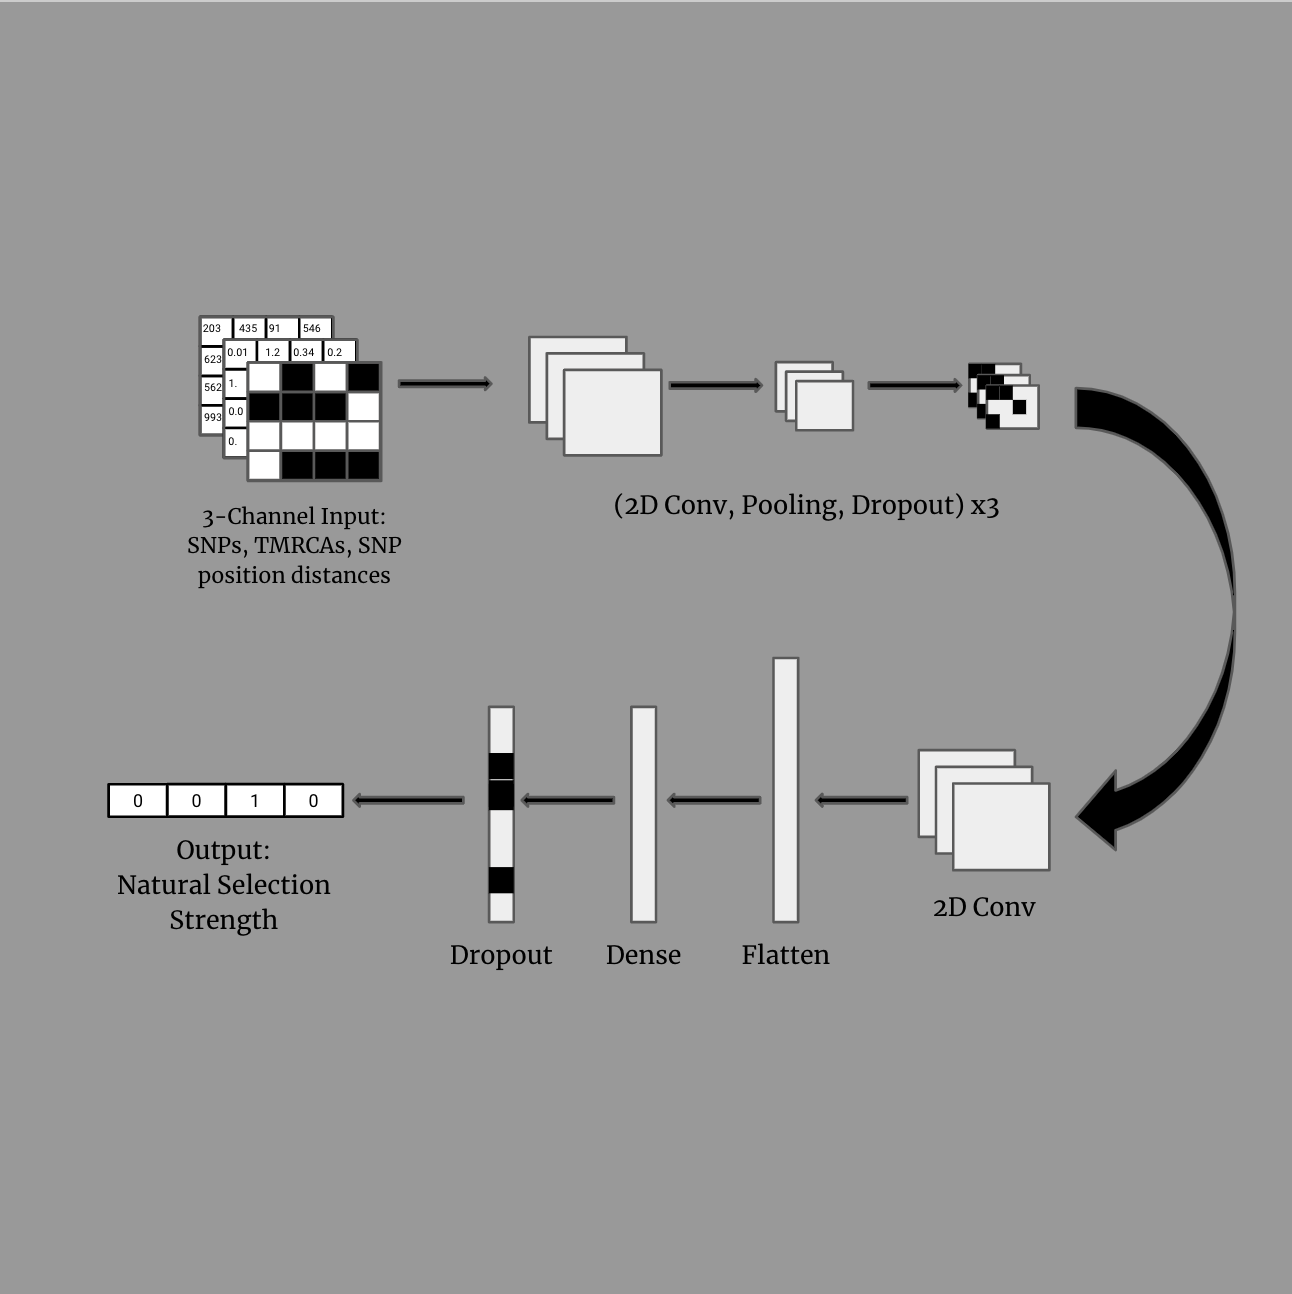 203 435 91 546
623
562
993
0.01 1.2 0.34 0.2
1.
0.0
0.
3-Channel Input:
SNPs, TMRCAs, SNP
position distances
(2D Conv, Pooling, Dropout) x3
0 0 1 0
Output:
Natural Selection
Strength
Dropout
Dense
Flatten
2D Conv